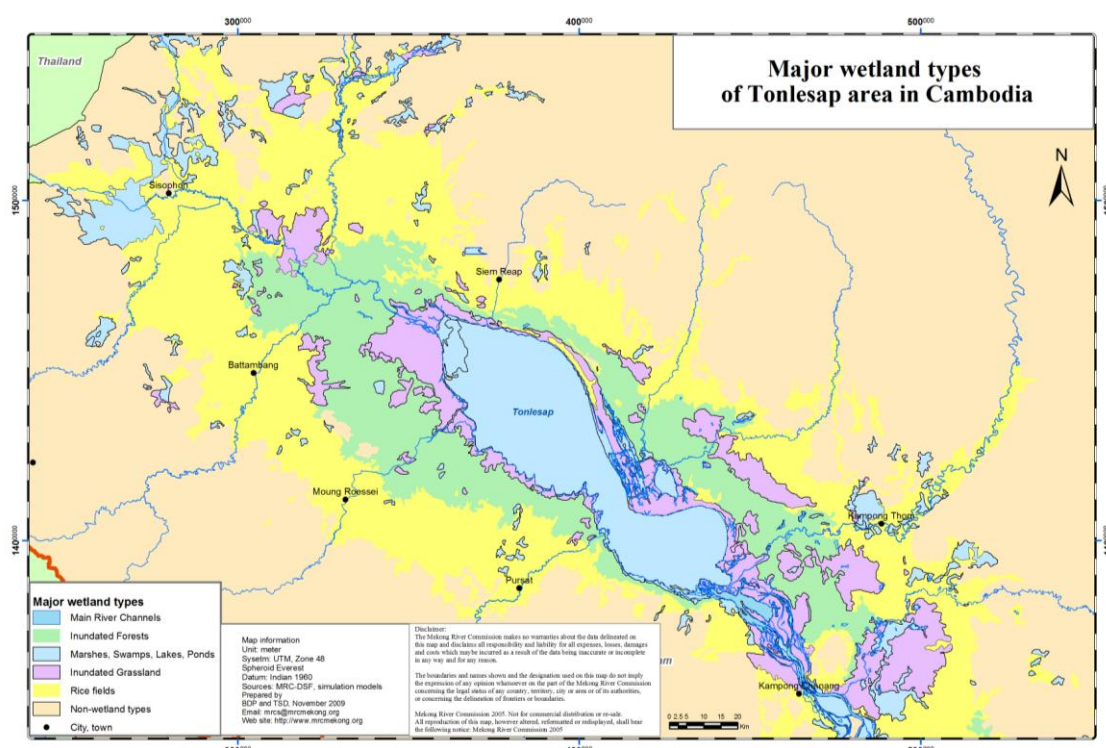 300000
400000
500000
Thailand
Major wetland types
of Tonlesap area in Cambodia
N
1500000
Sisophon
Siem Reap
Battambang
Tonlesap
Moung Roessei
Kampong Thom
1400000
Pursat
Kampong Chhnang
Major wetland types
Main River Channels
Inundated Forests
Marshes, Swamps, Lakes, Ponds
Inundated Grassland
Rice fields
Non-wetland types
City, town
Map information
Unit: meter
Sysetm: UTM, Zone 48
Spheroid Everest
Datum: Indian 1960
Sources: MRC-DSF, simulation models
Prepared by
BDP and TSD, November 2009
Email: mrcs@mrcmekong.org
Web site: http://www.mrcmekong.org
Disclaimer:
The Mekong River Commission makes no warranties about the data delineated on
this map and disclaims all responsibility and liability for all expenses, losses, damages
and costs which may be incurred as a result of the data being inaccurate or incomplete
in any way and for any reason.
The boundaries and names shown and the designation used on this map do not imply
the expression of any opinion whatsoever on the part of the Mekong River Commission
concerning the legal status of any country, territory, city or area or of its authorities,
or concerning the delineation of frontiers or boundaries.
Mekong River Commission 2005. Not for commercial distribution or re-sale.
All reproduction of this map, however altered, reformatted or redisplayed, shall bear
the following notice: Mekong River Commission 2005
0 2.5 5 10 15 20
Km